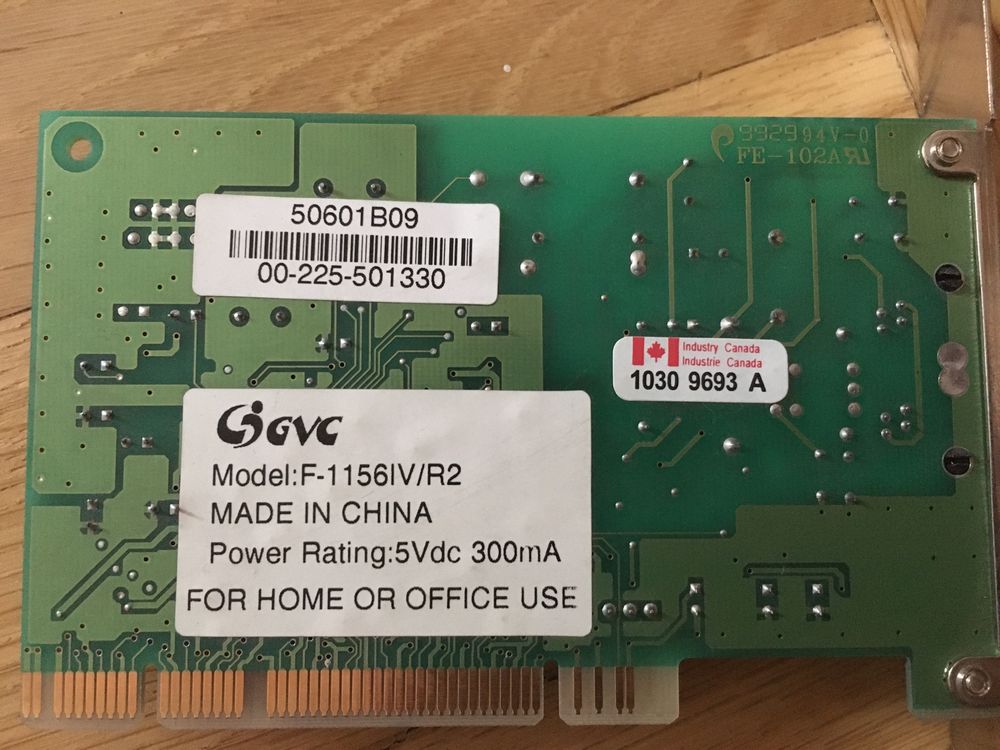 992994V-0
FE-102A
50601B09
00-225-501330
Industry Canada
Industrie Canada
1030 9693 A
GVC
Model:F-1156IV/R2
MADE IN CHINA
Power Rating:5Vdc 300mA
FOR HOME OR OFFICE USE